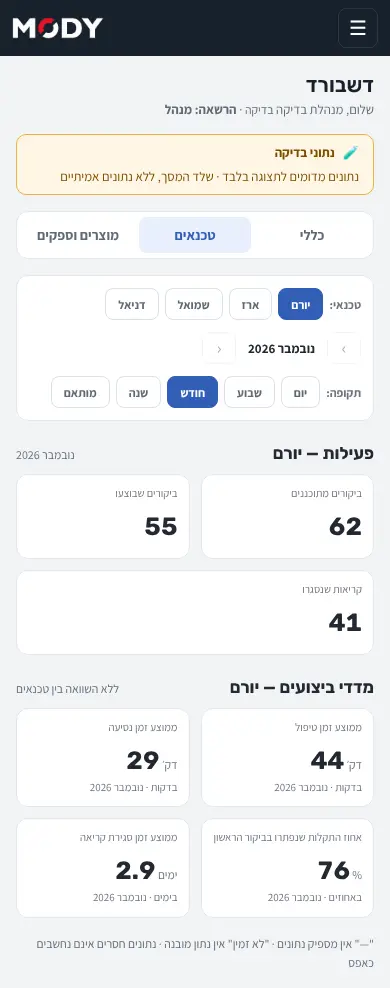 MODY
☰
דשבורד
שלום, מנהלת בדיקה בדיקה · הרשאה: מנהל
🧪 נתוני בדיקה
נתונים מדומים לתצוגה בלבד · שלד המסך, ללא נתונים אמיתיים
כללי טכנאים מוצרים וספקים
טכנאי: יורם ארז שמואל דניאל
‹ נובמבר 2026 ›
תקופה: יום שבוע חודש שנה מותאם
פעילות — יורם נובמבר 2026
ביקורים מתוכננים ביקורים שבוצעו
62 55
קריאות שנסגרו
41
מדדי ביצועים — יורם ללא השוואה בין טכנאים
ממוצע זמן טיפול ממוצע זמן נסיעה
44 דק׳ 29 דק׳
בדקות · נובמבר 2026 בדקות · נובמבר 2026
אחוז התקלות שנפתרו בביקור הראשון ממוצע זמן סגירת קריאה
76 % 2.9 ימים
באחוזים · נובמבר 2026 בימים · נובמבר 2026
"—" אין מספיק נתונים · "לא זמין" אין נתון מובנה · נתונים חסרים אינם נחשבים
כאפס